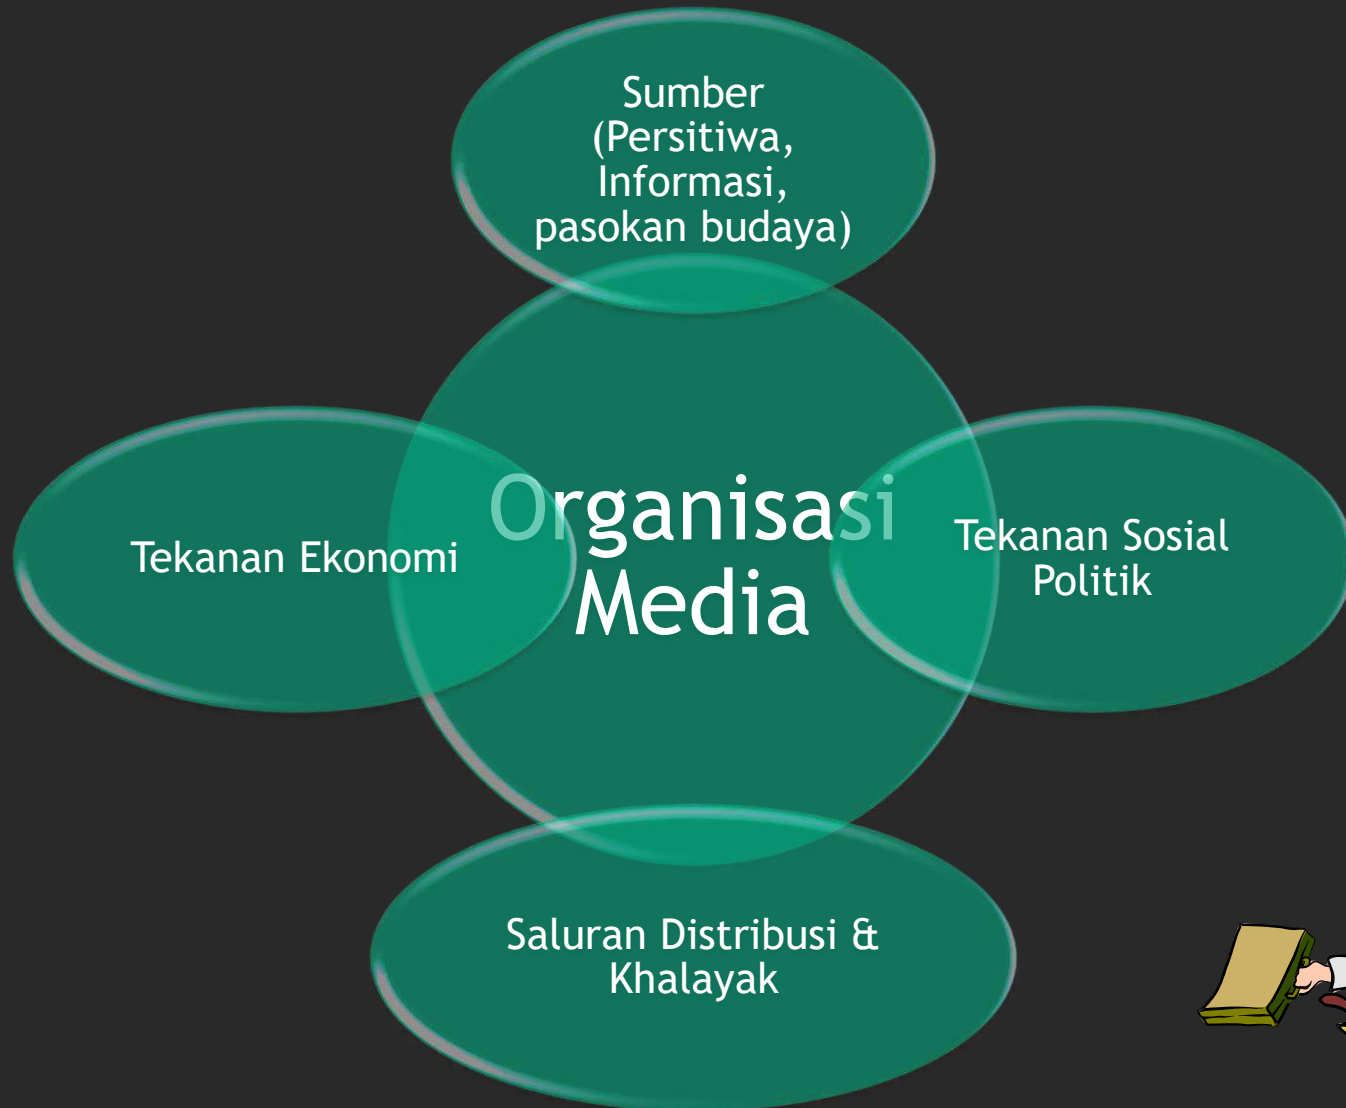 Sumber
(Persitiwa,
Informasi,
pasokan budaya)
Tekanan Ekonomi
Organisasi
Media
Tekanan Sosial
Politik
Saluran Distribusi &
Khalayak